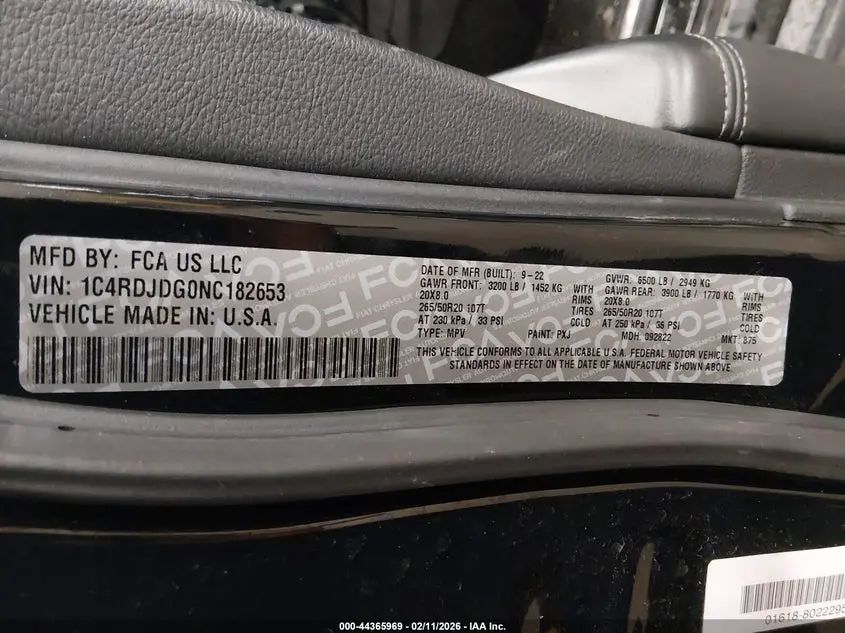 MFD BY: FCA US LLC
VIN: 1C4RDJDG0NC182653
VEHICLE MADE IN: U.S.A.
DATE OF MFR (BUILT): 9-22 GVWR: 6500 LB / 2949 KG
GAWR FRONT: 3200 LB / 1452 KG WITH GAWR REAR: 3900 LB / 1770 KG WITH
20X8.0 RIMS 20X8.0 RIMS
265/50R20 107T TIRES 265/50R20 107T TIRES
AT 230 kPa / 33 PSI COLD AT 250 kPa / 36 PSI COLD
TYPE: MPV PAINT: PXJ MDH: 092822 MKT: 875
THIS VEHICLE CONFORMS TO ALL APPLICABLE U.S.A. FEDERAL MOTOR VEHICLE SAFETY
STANDARDS IN EFFECT ON THE DATE OF MANUFACTURE SHOWN ABOVE.
01618-8022295
000-44365969 - 02/11/2026 - IAA Inc.